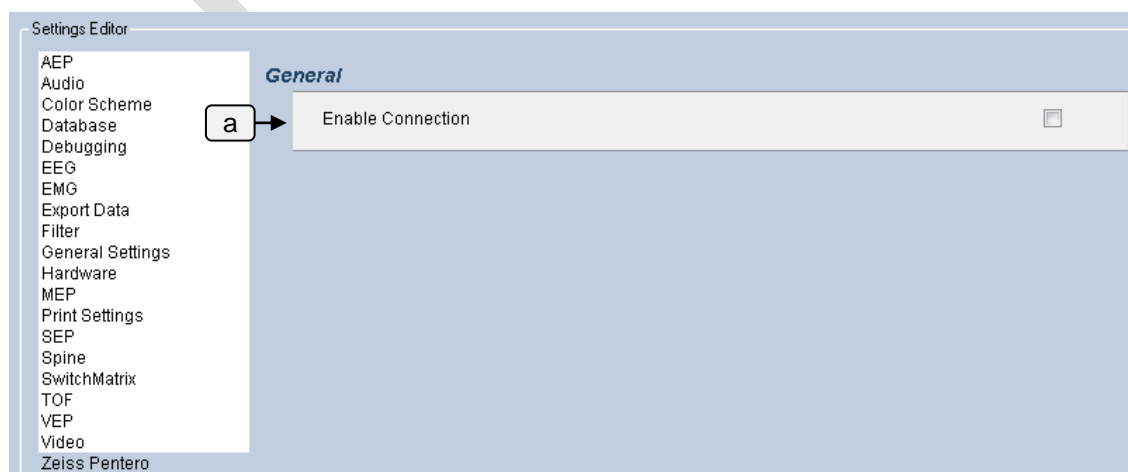 Settings Editor
AEP
Audio
Color Scheme
Database
Debugging
EEG
EMG
Export Data
Filter
General Settings
Hardware
MEP
Print Settings
SEP
Spine
SwitchMatrix
TOF
VEP
Video
Zeiss Pentero
General
a
Enable Connection